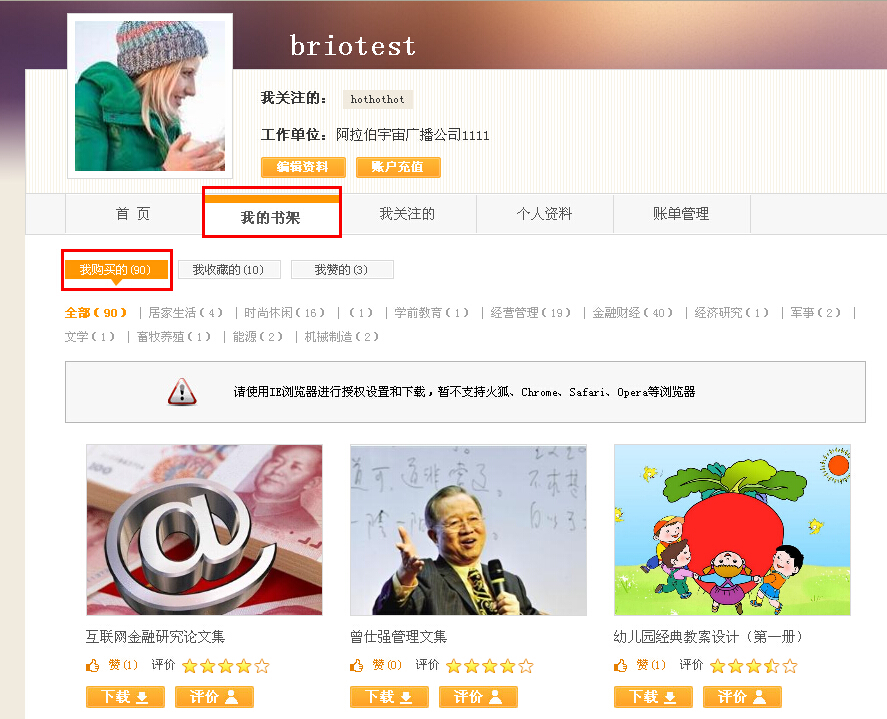 briotest
我关注的： hothothot
工作单位：阿拉伯宇宙广播公司1111
编辑资料 账户充值
首 页 我的书架 我关注的 个人资料 账单管理
我购买的(90) 我收藏的(10) 我赞的(3)
全部（90） | 居家生活（4） | 时尚休闲（16） | （1） | 学前教育（1） | 经营管理（19） | 金融财经（40） | 经济研究（1） | 军事（2） |
文学（1） | 畜牧养殖（1） | 能源（2） | 机械制造（2）
请使用IE浏览器进行授权设置和下载，暂不支持火狐、Chrome、Safari、Opera等浏览器
互联网金融研究论文集 曾仕强管理文集 幼儿园经典教案设计（第一册）
赞(1) 评价 赞(0) 评价 赞(1) 评价
下载 评价 下载 评价 下载 评价